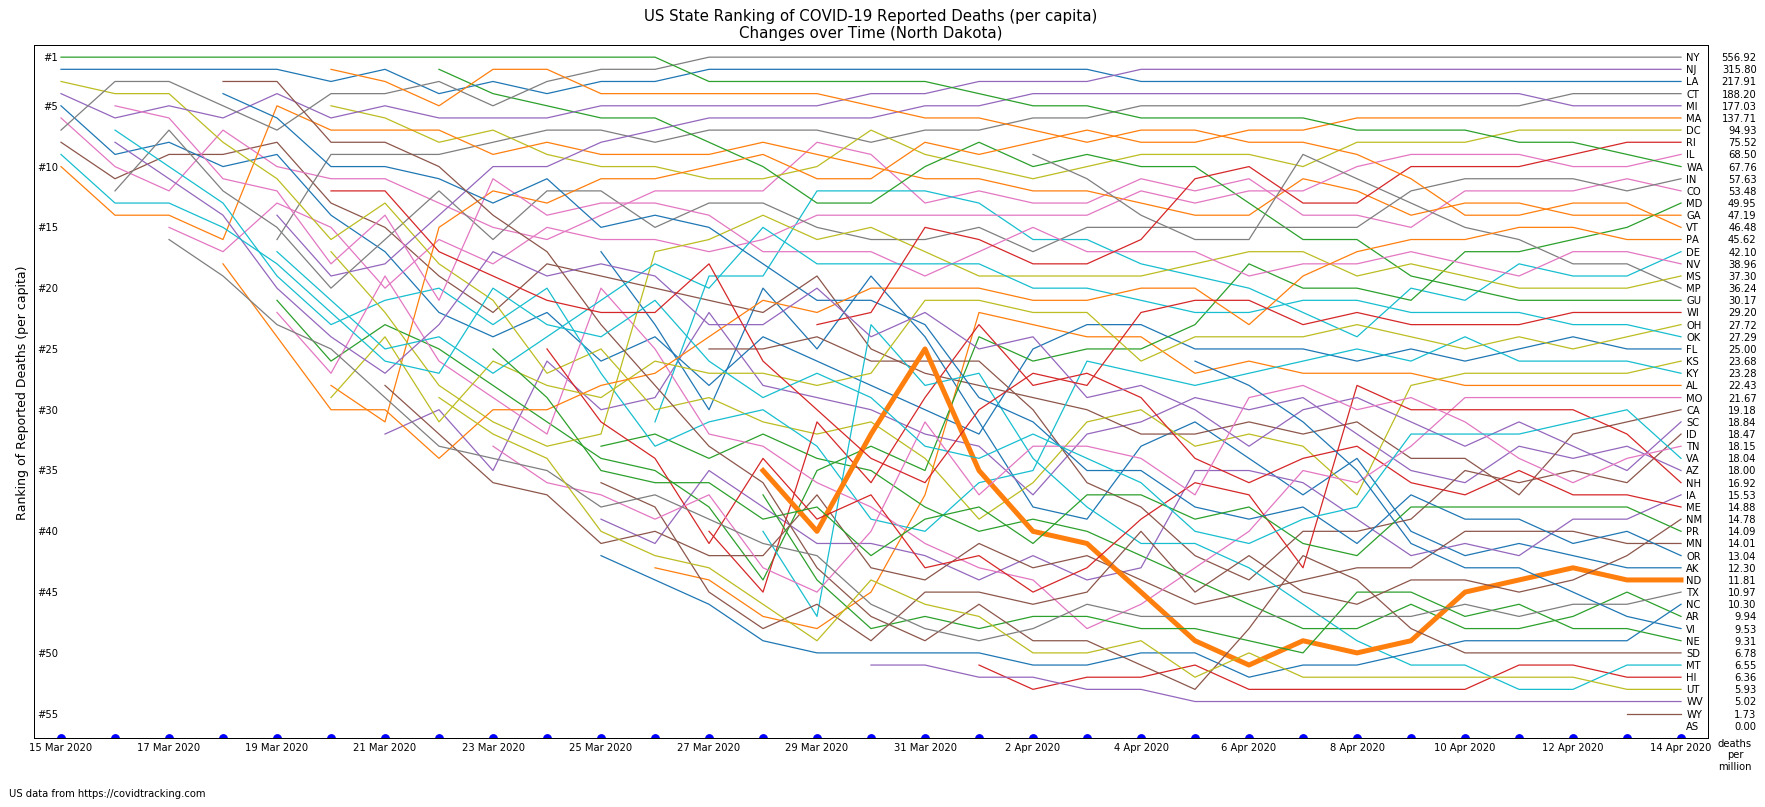 US State Ranking of COVID-19 Reported Deaths (per capita)
Changes over Time (North Dakota)
Ranking of Reported Deaths (per capita)
#1
#5
#10
#15
#20
#25
#30
#35
#40
#45
#50
#55
NY 556.92
NJ 315.80
LA 217.91
CT 188.20
MI 177.03
MA 137.71
DC 94.93
RI 75.52
IL 68.50
WA 67.76
IN 57.63
CO 53.48
MD 49.95
GA 47.19
VT 46.48
PA 45.62
DE 42.10
NV 38.96
MS 37.30
MP 36.24
GU 30.17
WI 29.20
OH 27.72
OK 27.29
FL 25.00
KS 23.68
KY 23.28
AL 22.43
MO 21.67
CA 19.18
SC 18.84
ID 18.47
TN 18.15
VA 18.04
AZ 18.00
NH 16.92
IA 15.53
ME 14.88
NM 14.78
PR 14.09
MN 14.01
OR 13.04
AK 12.30
ND 11.81
TX 10.97
NC 10.30
AR 9.94
VI 9.53
NE 9.31
SD 6.78
MT 6.55
HI 6.36
UT 5.93
WV 5.02
WY 1.73
AS 0.00
15 Mar 2020 17 Mar 2020 19 Mar 2020 21 Mar 2020 23 Mar 2020 25 Mar 2020 27 Mar 2020 29 Mar 2020 31 Mar 2020 2 Apr 2020 4 Apr 2020 6 Apr 2020 8 Apr 2020 10 Apr 2020 12 Apr 2020 14 Apr 2020
deaths
per
million
US data from https://covidtracking.com